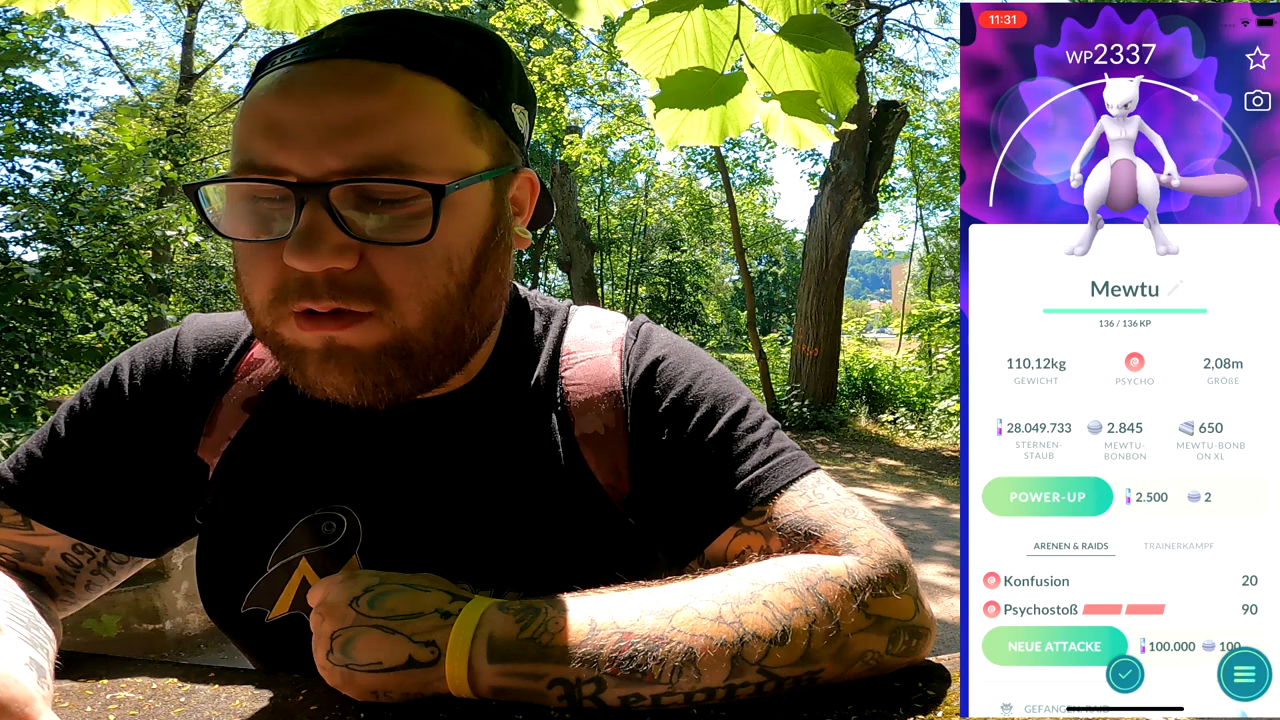 11:31
WP2337
Mewtu
136 / 136 KP
110,12kg
GEWICHT
PSYCHO
2,08m
GRÖßE
28.049.733
STERNEN-
STAUB
2.845
MEWTU-
BONBON
650
MEWTU-BONB
ON XL
POWER-UP
2.500
2
ARENEN & RAIDS
TRAINERKAMPF
Konfusion
20
Psychostoß
90
NEUE ATTACKE
100.000
100